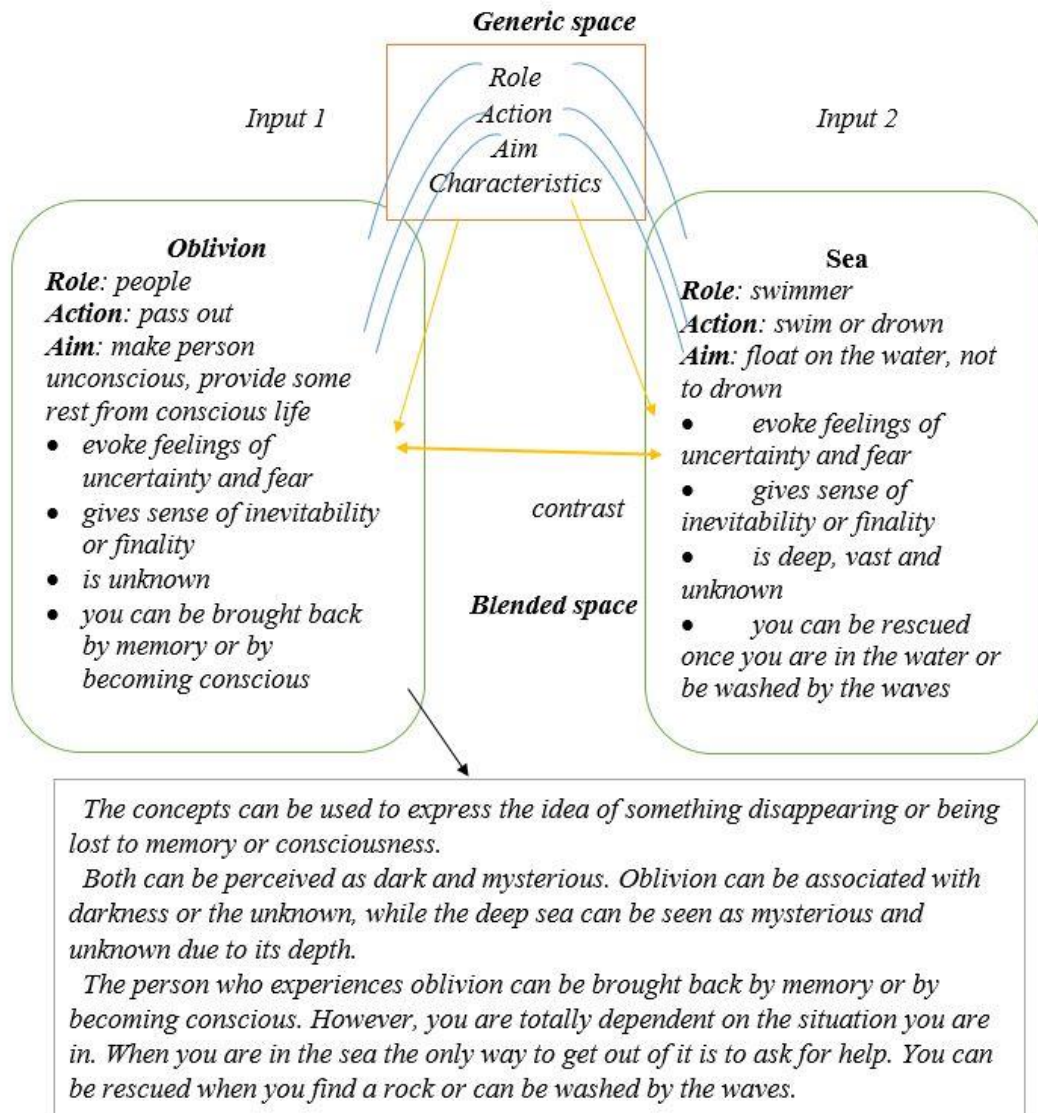 Generic space
Role
Action
Aim
Characteristics
Input 1
Input 2
Oblivion
Role: people
Action: pass out
Aim: make person
unconscious, provide some
rest from conscious life
• evoke feelings of
uncertainty and fear
• gives sense of inevitability
or finality
• is unknown
• you can be brought back
by memory or by
becoming conscious
Sea
Role: swimmer
Action: swim or drown
Aim: float on the water, not
to drown
• evoke feelings of
uncertainty and fear
• gives sense of
inevitability or finality
• is deep, vast and
unknown
• you can be rescued
once you are in the water or
be washed by the waves
contrast
Blended space
The concepts can be used to express the idea of something disappearing or being
lost to memory or consciousness.
Both can be perceived as dark and mysterious. Oblivion can be associated with
darkness or the unknown, while the deep sea can be seen as mysterious and
unknown due to its depth.
The person who experiences oblivion can be brought back by memory or by
becoming conscious. However, you are totally dependent on the situation you are
in. When you are in the sea the only way to get out of it is to ask for help. You can
be rescued when you find a rock or can be washed by the waves.